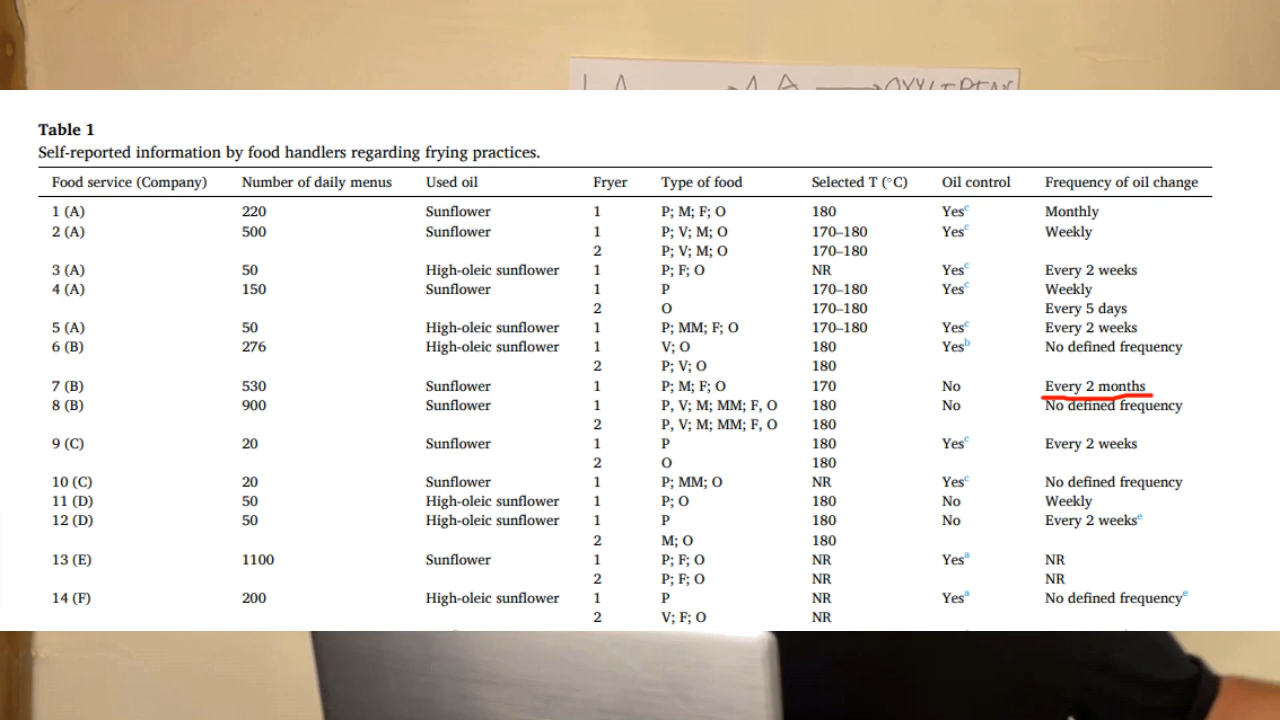 Table 1
Self-reported information by food handlers regarding frying practices.
Food service (Company) Number of daily menus Used oil Fryer Type of food Selected T (°C) Oil control Frequency of oil change
1 (A) 220 Sunflower 1 P; M; F; O 180 Yesᶜ Monthly
2 (A) 500 Sunflower 1 P; V; M; O 170–180 Yesᶜ Weekly
2 P; V; M; O 170–180
3 (A) 50 High-oleic sunflower 1 P; F; O NR Yesᶜ Every 2 weeks
4 (A) 150 Sunflower 1 P 170–180 Yesᶜ Weekly
2 O 170–180 Every 5 days
5 (A) 50 High-oleic sunflower 1 P; MM; F; O 170–180 Yesᶜ Every 2 weeks
6 (B) 276 High-oleic sunflower 1 V; O 180 Yesᵇ No defined frequency
2 P; V; O 180
7 (B) 530 Sunflower 1 P; M; F; O 170 No Every 2 months
8 (B) 900 Sunflower 1 P, V; M; MM; F, O 180 No No defined frequency
2 P, V; M; MM; F, O 180
9 (C) 20 Sunflower 1 P 180 Yesᶜ Every 2 weeks
2 O 180
10 (C) 20 Sunflower 1 P; MM; O NR Yesᶜ No defined frequency
11 (D) 50 High-oleic sunflower 1 P; O 180 No Weekly
12 (D) 50 High-oleic sunflower 1 P 180 No Every 2 weeksᵉ
2 M; O 180
13 (E) 1100 Sunflower 1 P; F; O NR Yesᵃ NR
2 P; F; O NR NR
14 (F) 200 High-oleic sunflower 1 P NR Yesᵃ No defined frequencyᵉ
2 V; F; O NR